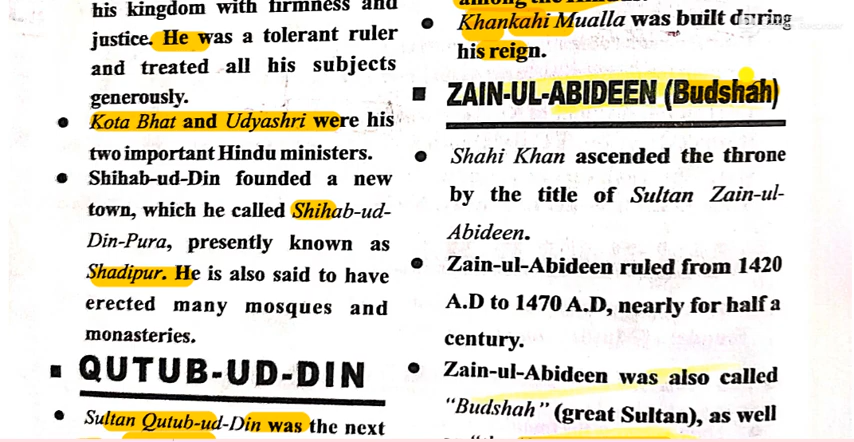 his kingdom with firmness and
justice. He was a tolerant ruler
and treated all his subjects
generously.
• Kota Bhat and Udyashri were his
two important Hindu ministers.
• Shihab-ud-Din founded a new
town, which he called Shihab-ud-
Din-Pura, presently known as
Shadipur. He is also said to have
erected many mosques and
monasteries.
■ QUTUB-UD-DIN
• Sultan Qutub-ud-Din was the next
among the
• Khankahi Mualla was built during
his reign.
■ ZAIN-UL-ABIDEEN (Budshah)
• Shahi Khan ascended the throne
by the title of Sultan Zain-ul-
Abideen.
• Zain-ul-Abideen ruled from 1420
A.D to 1470 A.D, nearly for half a
century.
• Zain-ul-Abideen was also called
"Budshah" (great Sultan), as well